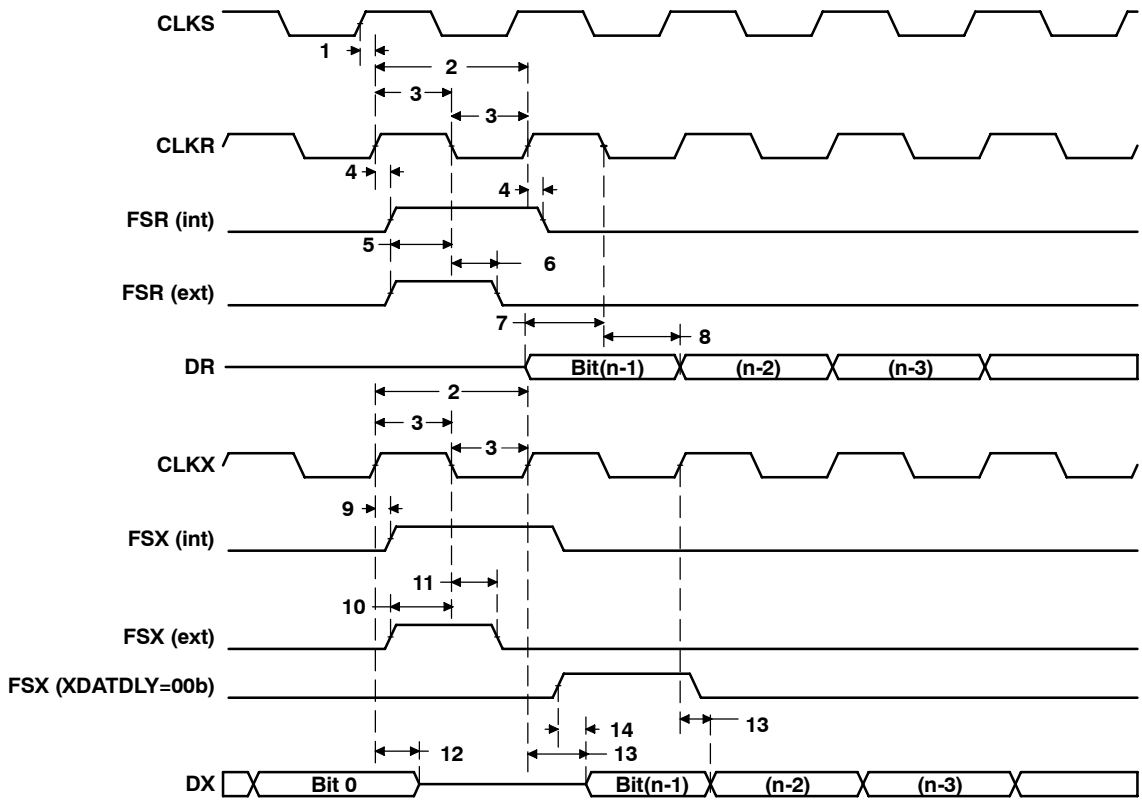 CLKS
1
2
3
3
CLKR
4
4
FSR (int)
5
6
FSR (ext)
7
8
DR Bit(n-1) (n-2) (n-3)
2
3
3
CLKX
9
FSX (int)
11
10
FSX (ext)
FSX (XDATDLY=00b)
14
13
12
13
DX Bit 0 Bit(n-1) (n-2) (n-3)